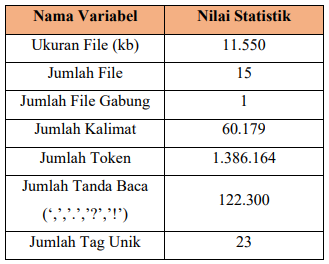 Nama Variabel Nilai Statistik
Ukuran File (kb) 11.550
Jumlah File 15
Jumlah File Gabung 1
Jumlah Kalimat 60.179
Jumlah Token 1.386.164
Jumlah Tanda Baca 122.300
(‘,’,’.’,’?’,’!’)
Jumlah Tag Unik 23